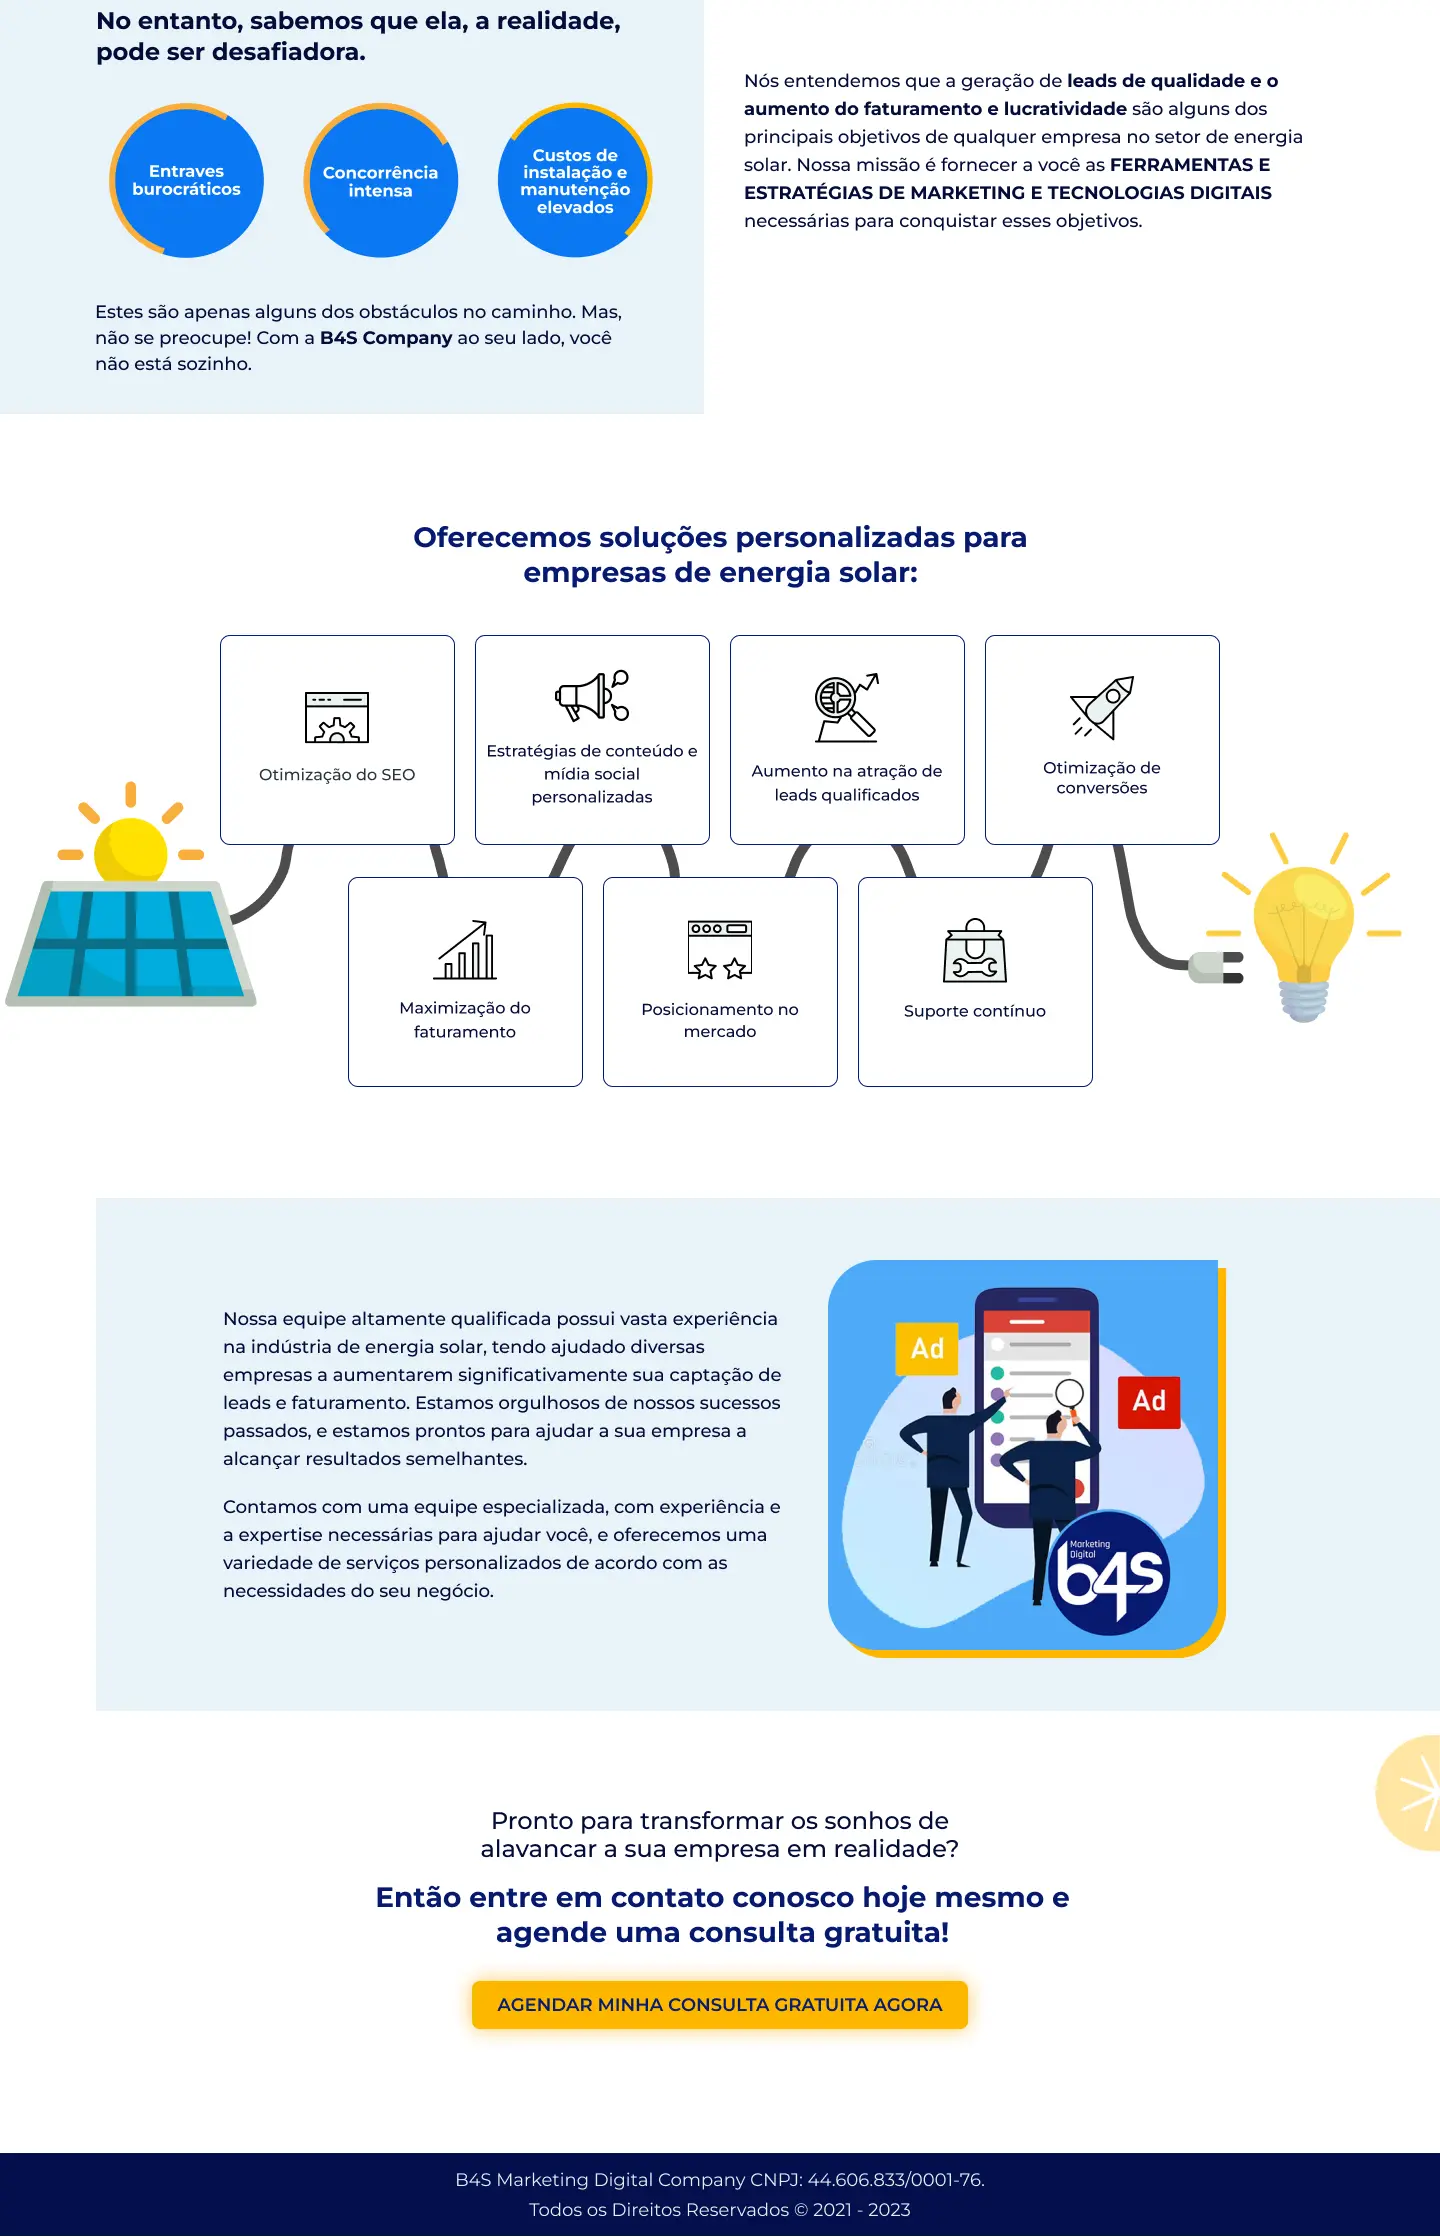 No entanto, sabemos que ela, a realidade,
pode ser desafiadora.
Entraves
burocráticos
Concorrência
intensa
Custos de
instalação e
manutenção
elevados
Estes são apenas alguns dos obstáculos no caminho. Mas,
não se preocupe! Com a B4S Company ao seu lado, você
não está sozinho.
Nós entendemos que a geração de leads de qualidade e o
aumento do faturamento e lucratividade são alguns dos
principais objetivos de qualquer empresa no setor de energia
solar. Nossa missão é fornecer a você as FERRAMENTAS E
ESTRATÉGIAS DE MARKETING E TECNOLOGIAS DIGITAIS
necessárias para conquistar esses objetivos.
Oferecemos soluções personalizadas para
empresas de energia solar:
Otimização do SEO
Estratégias de conteúdo e
mídia social
personalizadas
Aumento na atração de
leads qualificados
Otimização de
conversões
Maximização do
faturamento
Posicionamento no
mercado
Suporte contínuo
Nossa equipe altamente qualificada possui vasta experiência
na indústria de energia solar, tendo ajudado diversas
empresas a aumentarem significativamente sua captação de
leads e faturamento. Estamos orgulhosos de nossos sucessos
passados, e estamos prontos para ajudar a sua empresa a
alcançar resultados semelhantes.
Contamos com uma equipe especializada, com experiência e
a expertise necessárias para ajudar você, e oferecemos uma
variedade de serviços personalizados de acordo com as
necessidades do seu negócio.
Ad
Ad
Marketing
Digital
b4s
Pronto para transformar os sonhos de
alavancar a sua empresa em realidade?
Então entre em contato conosco hoje mesmo e
agende uma consulta gratuita!
AGENDAR MINHA CONSULTA GRATUITA AGORA
B4S Marketing Digital Company CNPJ: 44.606.833/0001-76.
Todos os Direitos Reservados © 2021 - 2023